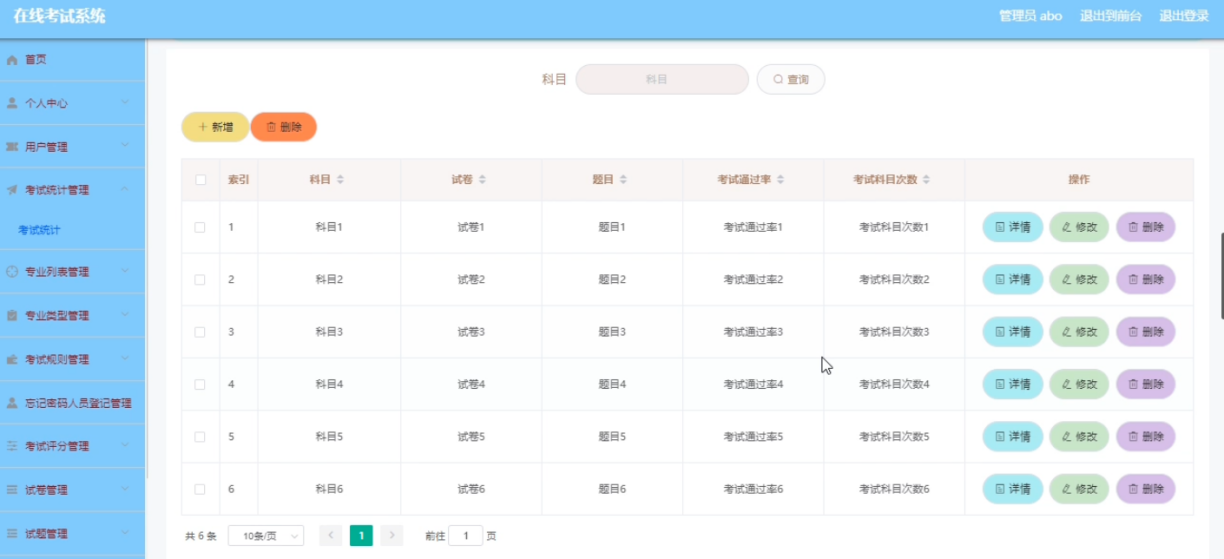 在线考试系统
管理员 abo 退出到前台 退出登录
首页
个人中心
用户管理
考试统计管理
考试统计
专业列表管理
专业类型管理
考试规则管理
忘记密码人员登记管理
考试评分管理
试卷管理
试题管理
科目 科目 查询
新增 删除
索引 科目 试卷 题目 考试通过率 考试科目次数 操作
1 科目1 试卷1 题目1 考试通过率1 考试科目次数1 详情 修改 删除
2 科目2 试卷2 题目2 考试通过率2 考试科目次数2 详情 修改 删除
3 科目3 试卷3 题目3 考试通过率3 考试科目次数3 详情 修改 删除
4 科目4 试卷4 题目4 考试通过率4 考试科目次数4 详情 修改 删除
5 科目5 试卷5 题目5 考试通过率5 考试科目次数5 详情 修改 删除
6 科目6 试卷6 题目6 考试通过率6 考试科目次数6 详情 修改 删除
共 6 条 10条/页 1 前往 1 页